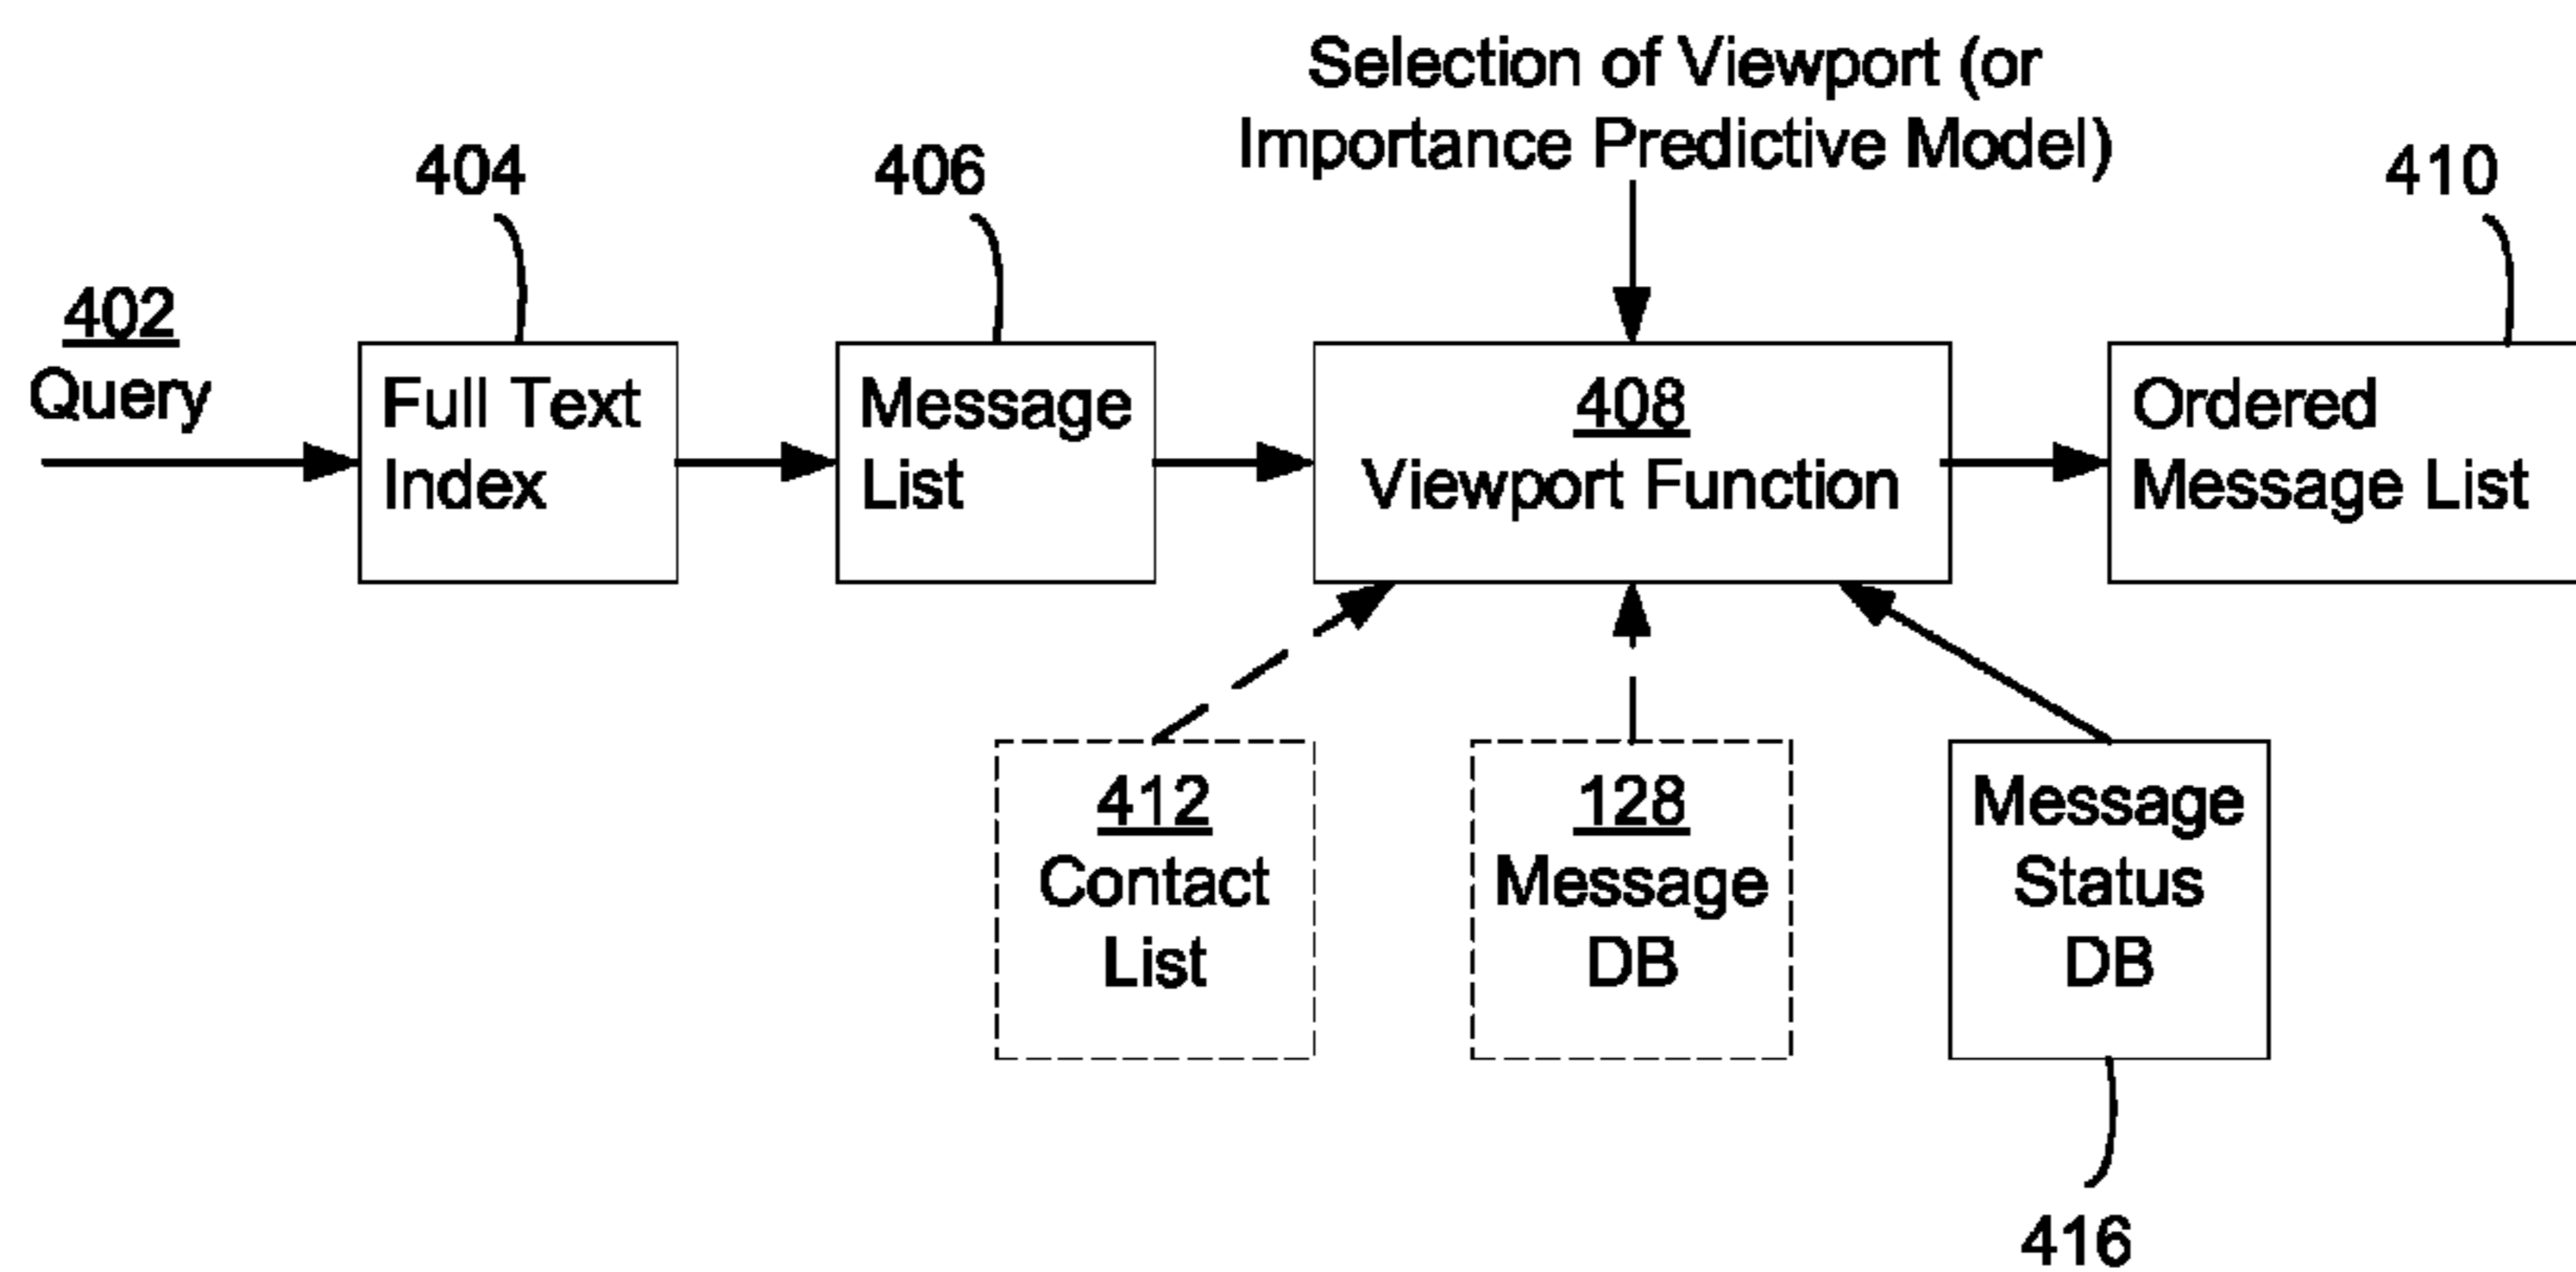 Selection of Viewport (or
Importance Predictive Model)
404
406
410
402
Query
Full Text
Index
Message
List
408
Viewport Function
Ordered
Message List
412
Contact
List
128
Message
DB
Message
Status
DB
416